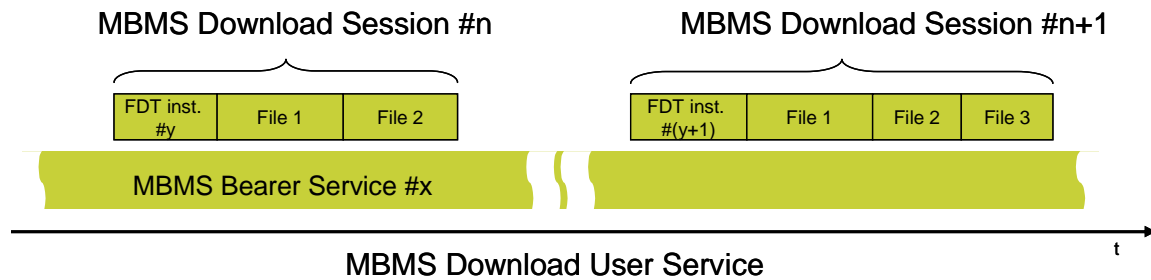 MBMS Download Session #n
MBMS Download Session #n+1
FDT inst.
#y
File 1
File 2
FDT inst.
#(y+1)
File 1
File 2
File 3
MBMS Bearer Service #x
t
MBMS Download User Service